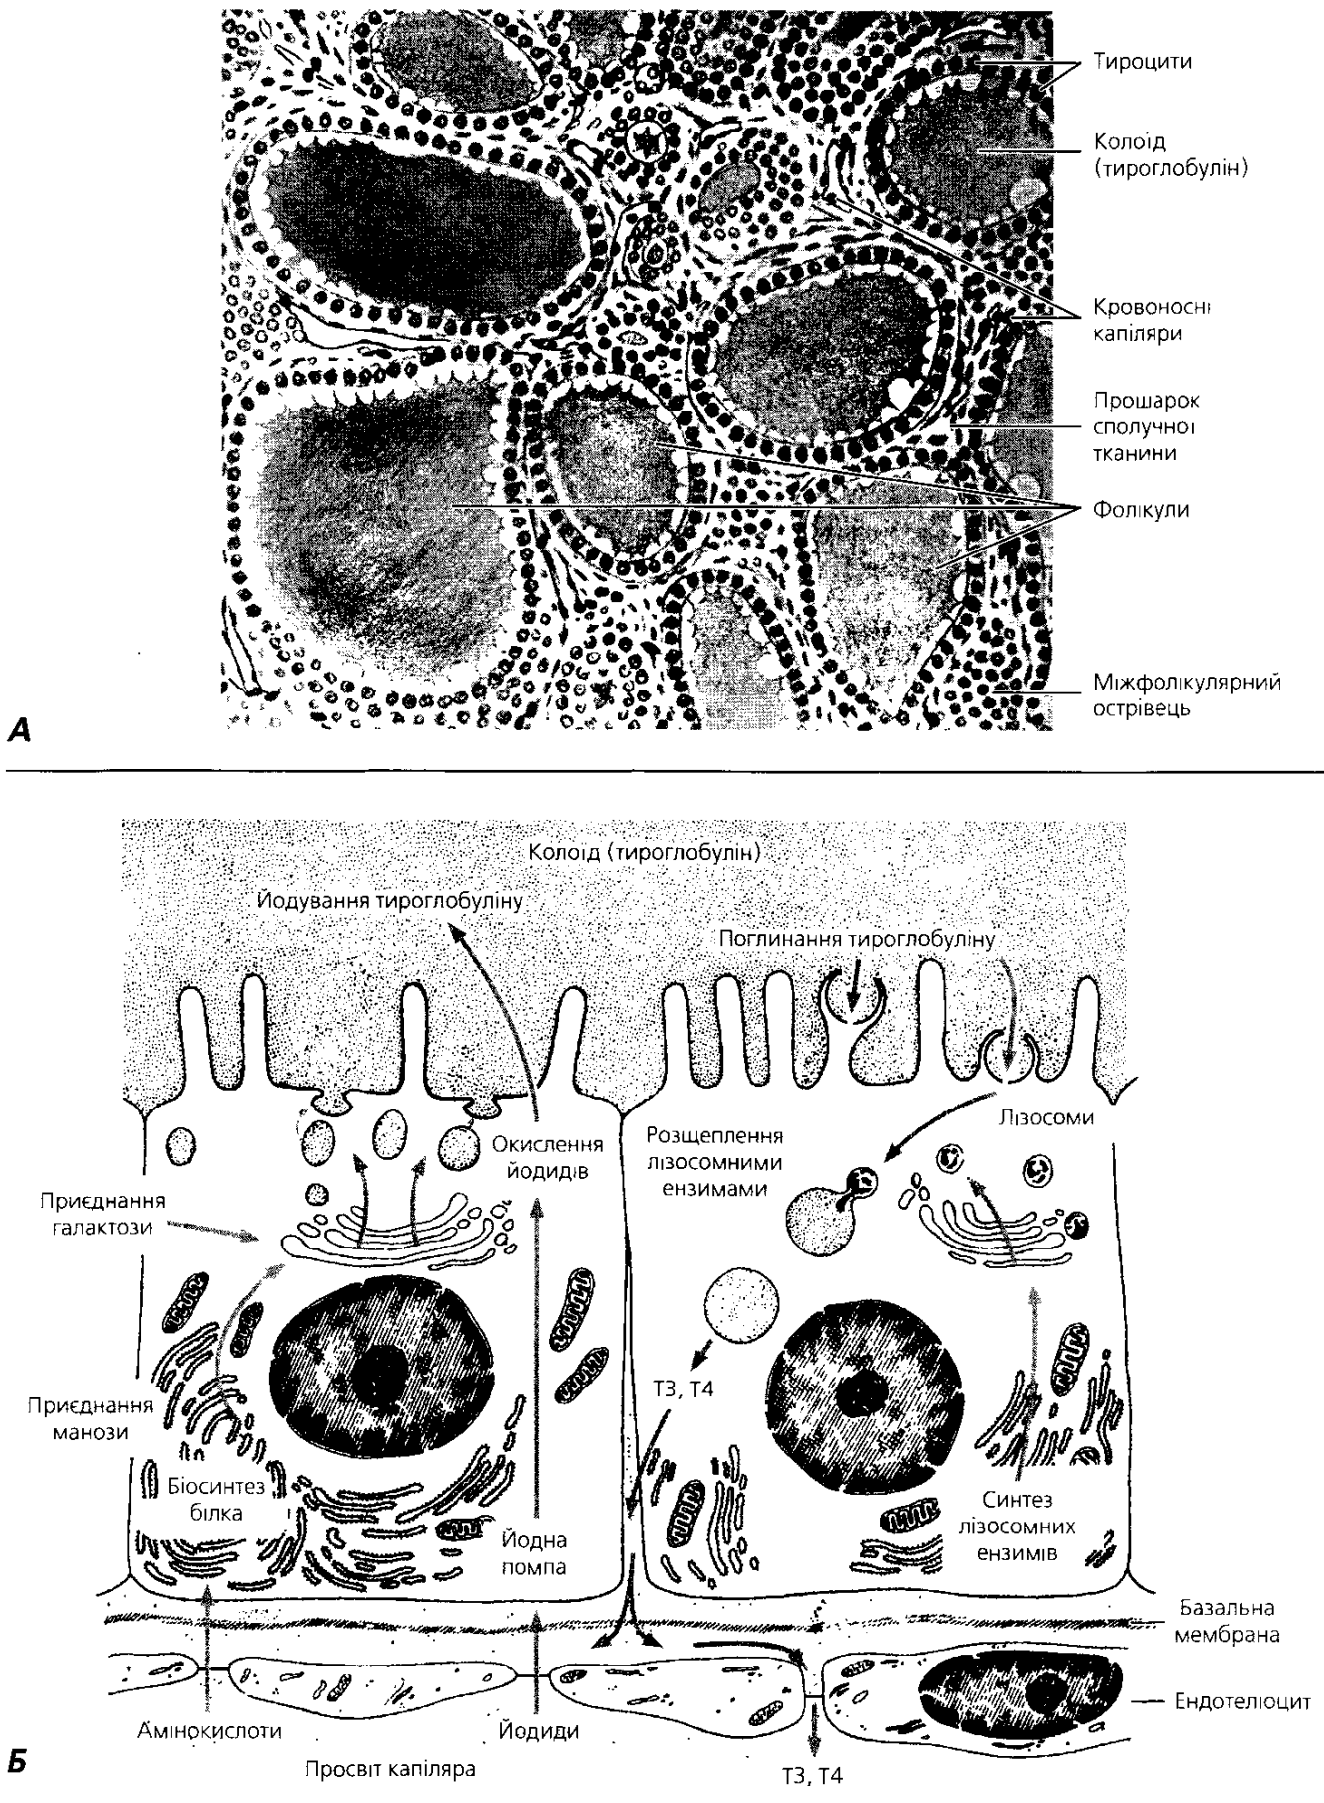 Тироцити
Колоїд
(тироглобулін)
Кровоносні
капіляри
Прошарок
сполучної
тканини
Фолікули
Міжфолікулярний
острівець
А
Колоїд (тироглобулін)
Йодування тироглобуліну
Поглинання тироглобуліну
Лізосоми
Окислення
йодидів
Розщеплення
лізосомними
ензимами
Приєднання
галактози
Т3, Т4
Приєднання
манози
Біосинтез
білка
Йодна
помпа
Синтез
лізосомних
ензимів
Базальна
мембрана
Ендотеліоцит
Амінокислоти
Йодиди
Просвіт капіляра
Т3, Т4
Б